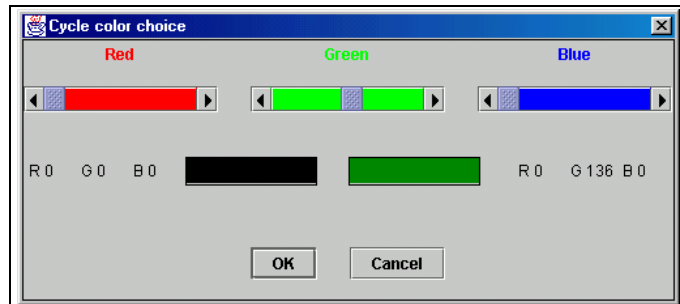 Cycle color choice
Red Green Blue
R 0 G 0 B 0 R 0 G 136 B 0
OK Cancel